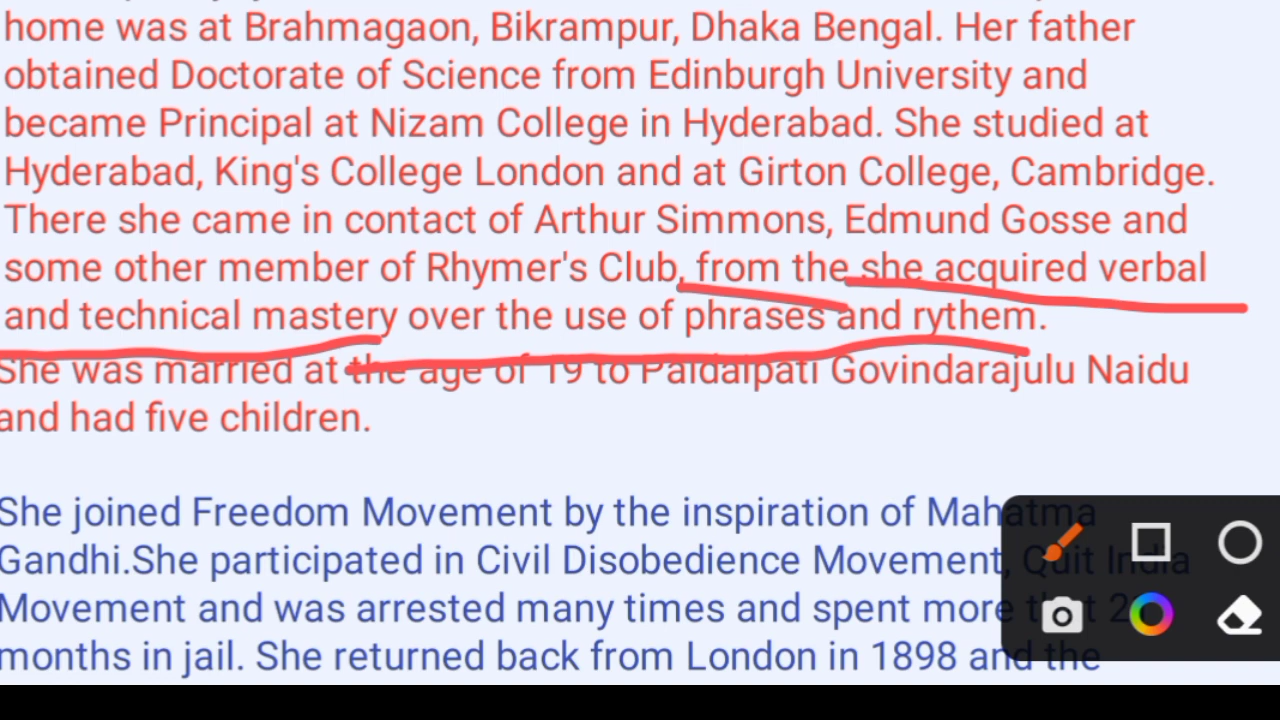 home was at Brahmagaon, Bikrampur, Dhaka Bengal. Her father
obtained Doctorate of Science from Edinburgh University and
became Principal at Nizam College in Hyderabad. She studied at
Hyderabad, King's College London and at Girton College, Cambridge.
There she came in contact of Arthur Simmons, Edmund Gosse and
some other member of Rhymer's Club, from the she acquired verbal
and technical mastery over the use of phrases and rythem.
She was married at the age of 19 to Paidaipati Govindarajulu Naidu
and had five children.
She joined Freedom Movement by the inspiration of Mahatma
Gandhi.She participated in Civil Disobedience Movement, Quit India
Movement and was arrested many times and spent more
months in jail. She returned back from London in 1898 and the